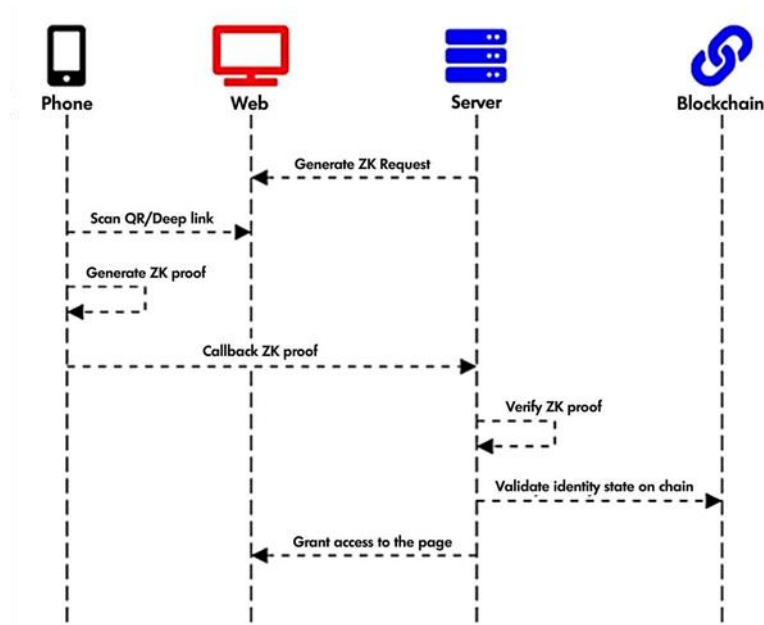 Phone
Web
Server
Blockchain
Generate ZK Request
Scan QR/Deep link
Generate ZK proof
Callback ZK proof
Verify ZK proof
Validate identity state on chain
Grant access to the page